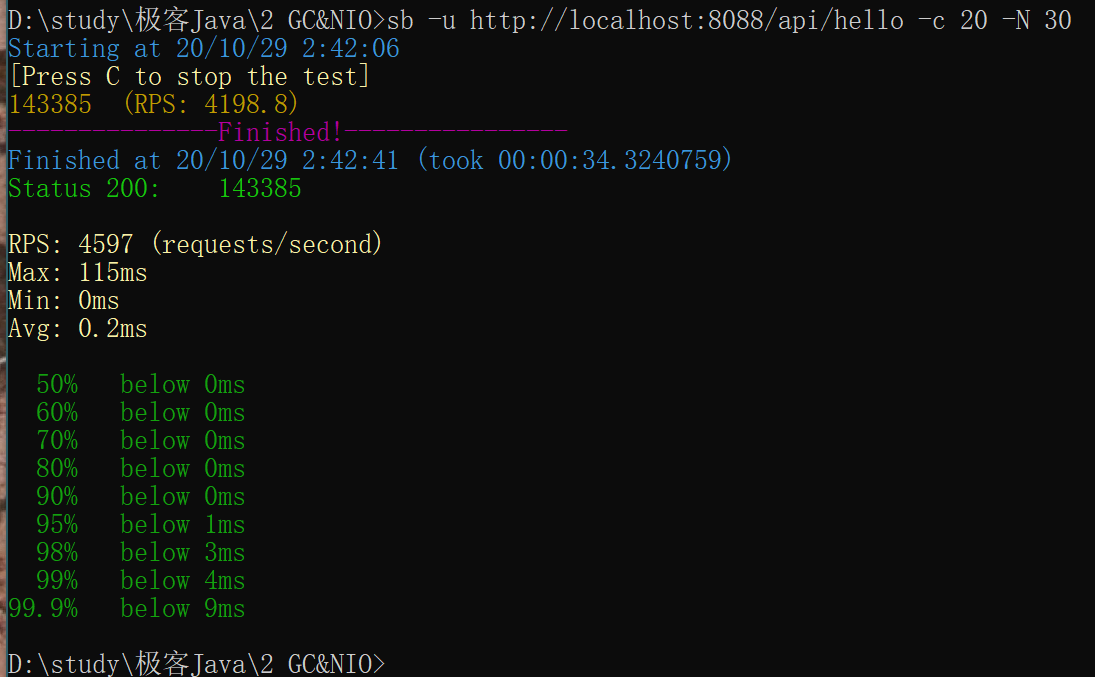 D:\study\极客Java\2 GC&NIO>sb -u http://localhost:8088/api/hello -c 20 -N 30
Starting at 20/10/29 2:42:06
[Press C to stop the test]
143385  (RPS: 4198.8)
---------------Finished!----------------
Finished at 20/10/29 2:42:41 (took 00:00:34.3240759)
Status 200:    143385
RPS: 4597 (requests/second)
Max: 115ms
Min: 0ms
Avg: 0.2ms
50%   below 0ms
60%   below 0ms
70%   below 0ms
80%   below 0ms
90%   below 0ms
95%   below 1ms
98%   below 3ms
99%   below 4ms
99.9%   below 9ms
D:\study\极客Java\2 GC&NIO>